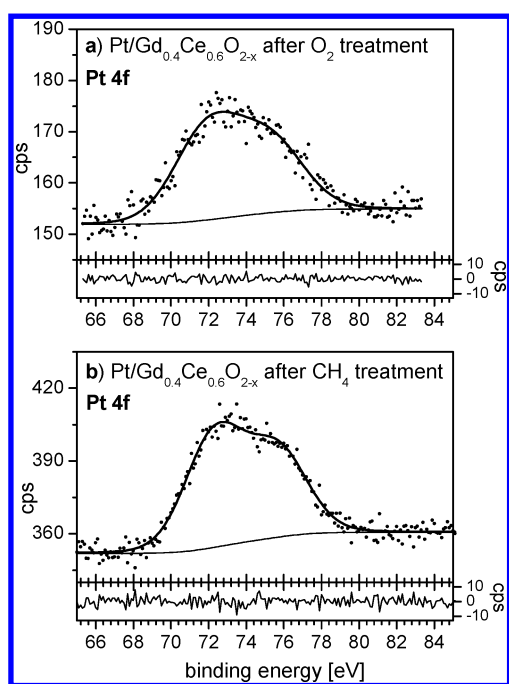 a) Pt/Gd0.4Ce0.6O2-x after O2 treatment
Pt 4f
190
170
150
cps
10
0
-10
cps
66 68 70 72 74 76 78 80 82 84
b) Pt/Gd0.4Ce0.6O2-x after CH4 treatment
Pt 4f
420
390
360
cps
10
0
-10
cps
66 68 70 72 74 76 78 80 82 84
binding energy [eV]